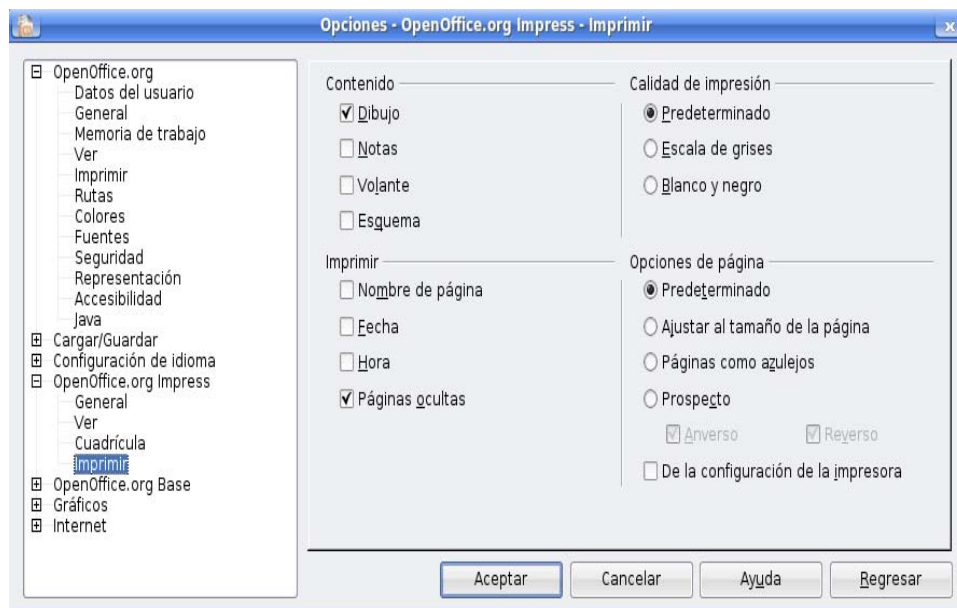 Opciones - OpenOffice.org Impress - Imprimir
OpenOffice.org
Datos del usuario
General
Memoria de trabajo
Ver
Imprimir
Rutas
Colores
Fuentes
Seguridad
Representación
Accesibilidad
Java
Cargar/Guardar
Configuración de idioma
OpenOffice.org Impress
General
Ver
Cuadrícula
Imprimir
OpenOffice.org Base
Gráficos
Internet
Contenido
Dibujo
Notas
Volante
Esquema
Imprimir
Nombre de página
Fecha
Hora
Páginas ocultas
Calidad de impresión
Predeterminado
Escala de grises
Blanco y negro
Opciones de página
Predeterminado
Ajustar al tamaño de la página
Páginas como azulejos
Prospecto
Anverso Reverso
De la configuración de la impresora
Aceptar Cancelar Ayuda Regresar